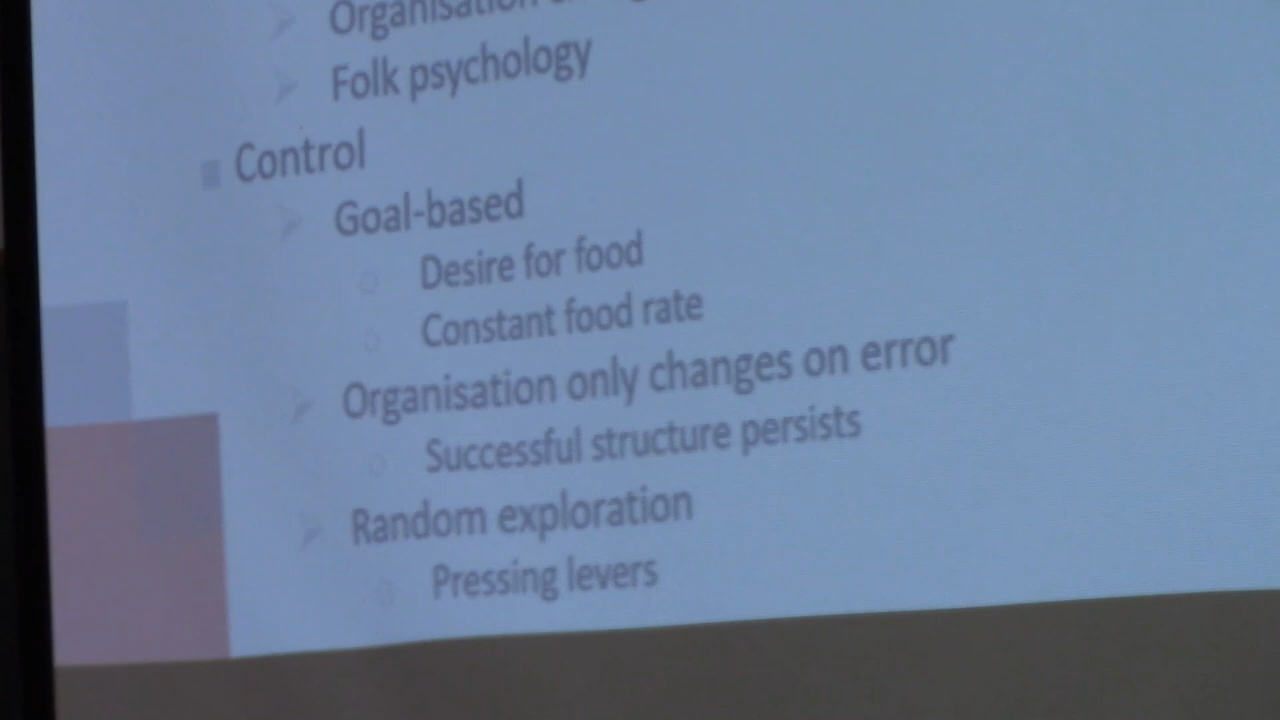 Organisation
Folk psychology
Control
Goal-based
Desire for food
Constant food rate
Organisation only changes on error
Successful structure persists
Random exploration
Pressing levers